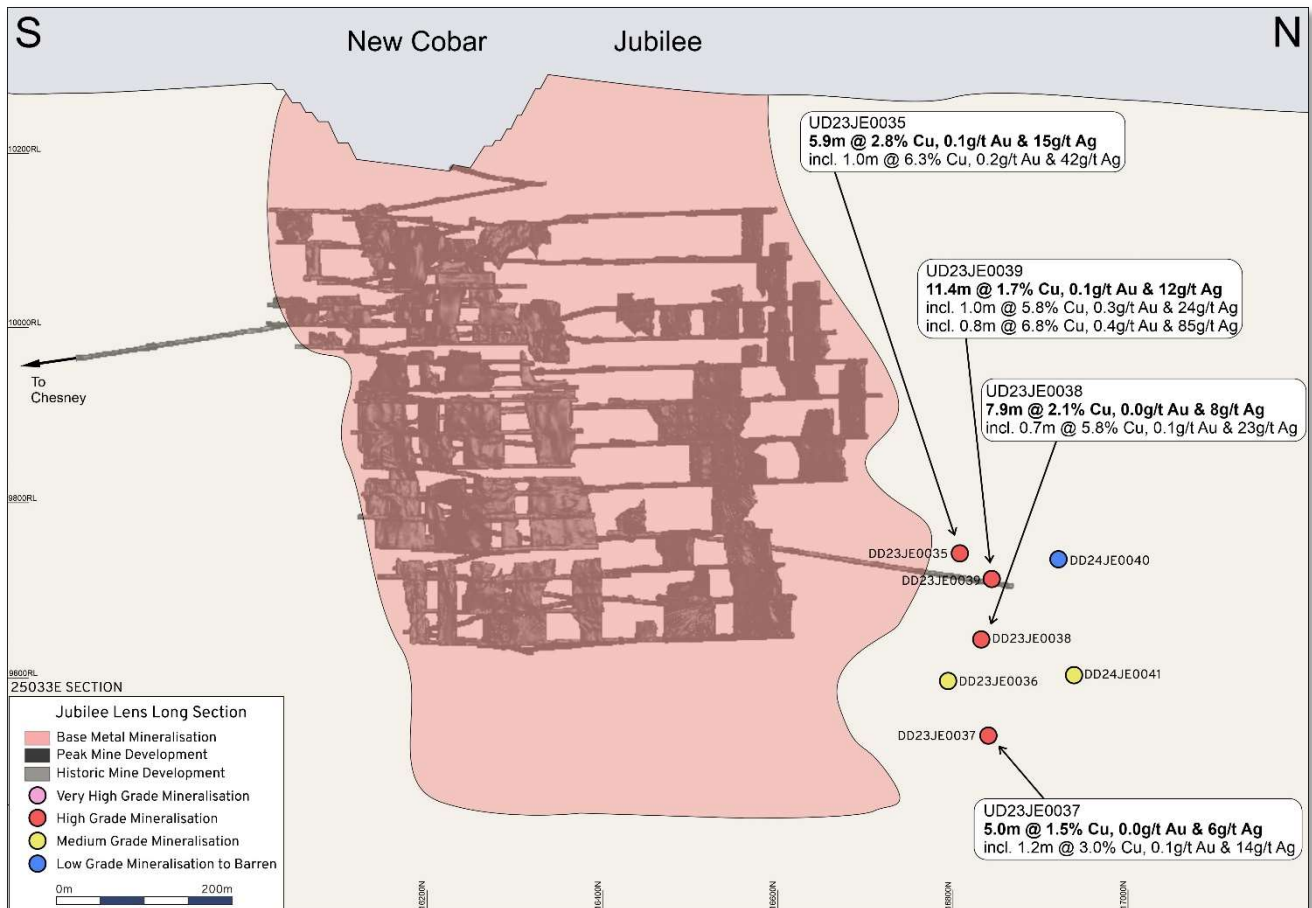 S
New Cobar
Jubilee
N
UD23JE0035
5.9m @ 2.8% Cu, 0.1g/t Au & 15g/t Ag
incl. 1.0m @ 6.3% Cu, 0.2g/t Au & 42g/t Ag
10200RL
UD23JE0039
11.4m @ 1.7% Cu, 0.1g/t Au & 12g/t Ag
incl. 1.0m @ 5.8% Cu, 0.3g/t Au & 24g/t Ag
incl. 0.8m @ 6.8% Cu, 0.4g/t Au & 85g/t Ag
10000RL
To
Chesney
UD23JE0038
7.9m @ 2.1% Cu, 0.0g/t Au & 8g/t Ag
incl. 0.7m @ 5.8% Cu, 0.1g/t Au & 23g/t Ag
9800RL
DD23JE0035
DD24JE0040
DD23JE0039
DD23JE0038
9600RL
DD23JE0036
DD24JE0041
DD23JE0037
25033E SECTION
Jubilee Lens Long Section
Base Metal Mineralisation
Peak Mine Development
Historic Mine Development
Very High Grade Mineralisation
High Grade Mineralisation
Medium Grade Mineralisation
Low Grade Mineralisation to Barren
0m
200m
UD23JE0037
5.0m @ 1.5% Cu, 0.0g/t Au & 6g/t Ag
incl. 1.2m @ 3.0% Cu, 0.1g/t Au & 14g/t Ag
16200N
16400N
16600N
16800N
17000N